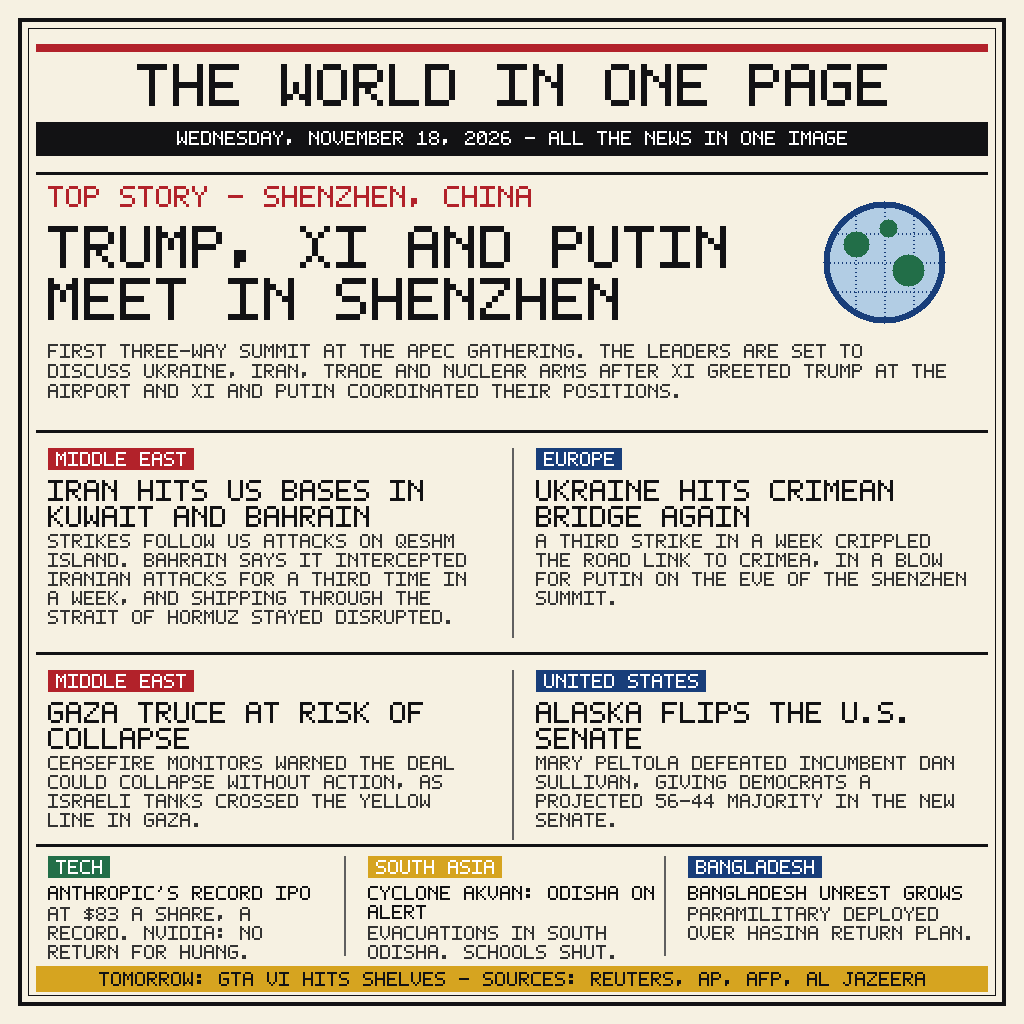 THE WORLD IN ONE PAGE
WEDNESDAY, NOVEMBER 18, 2026 – ALL THE NEWS IN ONE IMAGE
TOP STORY – SHENZHEN, CHINA
TRUMP, XI AND PUTIN
MEET IN SHENZHEN
FIRST THREE-WAY SUMMIT AT THE APEC GATHERING. THE LEADERS ARE SET TO
DISCUSS UKRAINE, IRAN, TRADE AND NUCLEAR ARMS AFTER XI GREETED TRUMP AT THE
AIRPORT AND XI AND PUTIN COORDINATED THEIR POSITIONS.
MIDDLE EAST
IRAN HITS US BASES IN
KUWAIT AND BAHRAIN
STRIKES FOLLOW US ATTACKS ON QESHM
ISLAND. BAHRAIN SAYS IT INTERCEPTED
IRANIAN ATTACKS FOR A THIRD TIME IN
A WEEK, AND SHIPPING THROUGH THE
STRAIT OF HORMUZ STAYED DISRUPTED.
EUROPE
UKRAINE HITS CRIMEAN
BRIDGE AGAIN
A THIRD STRIKE IN A WEEK CRIPPLED
THE ROAD LINK TO CRIMEA, IN A BLOW
FOR PUTIN ON THE EVE OF THE SHENZHEN
SUMMIT.
MIDDLE EAST
GAZA TRUCE AT RISK OF
COLLAPSE
CEASEFIRE MONITORS WARNED THE DEAL
COULD COLLAPSE WITHOUT ACTION, AS
ISRAELI TANKS CROSSED THE YELLOW
LINE IN GAZA.
UNITED STATES
ALASKA FLIPS THE U.S.
SENATE
MARY PELTOLA DEFEATED INCUMBENT DAN
SULLIVAN, GIVING DEMOCRATS A
PROJECTED 56-44 MAJORITY IN THE NEW
SENATE.
TECH
ANTHROPIC'S RECORD IPO
AT $83 A SHARE, A
RECORD. NVIDIA: NO
RETURN FOR HUANG.
SOUTH ASIA
CYCLONE AKVAN: ODISHA ON
ALERT
EVACUATIONS IN SOUTH
ODISHA. SCHOOLS SHUT.
BANGLADESH
BANGLADESH UNREST GROWS
PARAMILITARY DEPLOYED
OVER HASINA RETURN PLAN.
TOMORROW: GTA VI HITS SHELVES – SOURCES: REUTERS, AP, AFP, AL JAZEERA